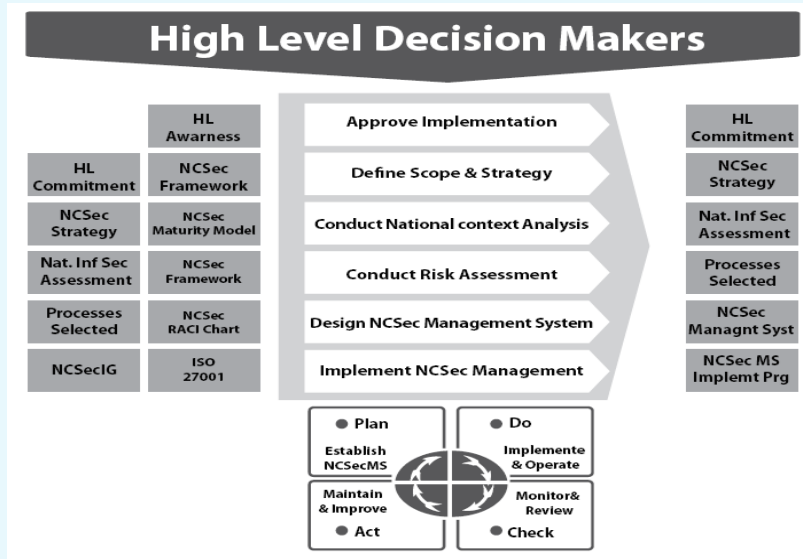 High Level Decision Makers
HL
Awarness
Approve Implementation
HL
Commitment
HL
Commitment
NCSec
Framework
Define Scope & Strategy
NCSec
Strategy
NCSec
Strategy
NCSec
Maturity Model
Conduct National context Analysis
Nat. Inf Sec
Assessment
Nat. Inf Sec
Assessment
NCSec
Framework
Conduct Risk Assessment
Processes
Selected
Processes
Selected
NCSec
RACI Chart
Design NCSec Management System
NCSec
Managnt Syst
NCSecIG
ISO
27001
Implement NCSec Management
NCSec MS
Implemt Prg
Plan
Establish
NCSecMS
Do
Implemente
& Operate
Maintain
& Improve
Act
Monitor&
Review
Check